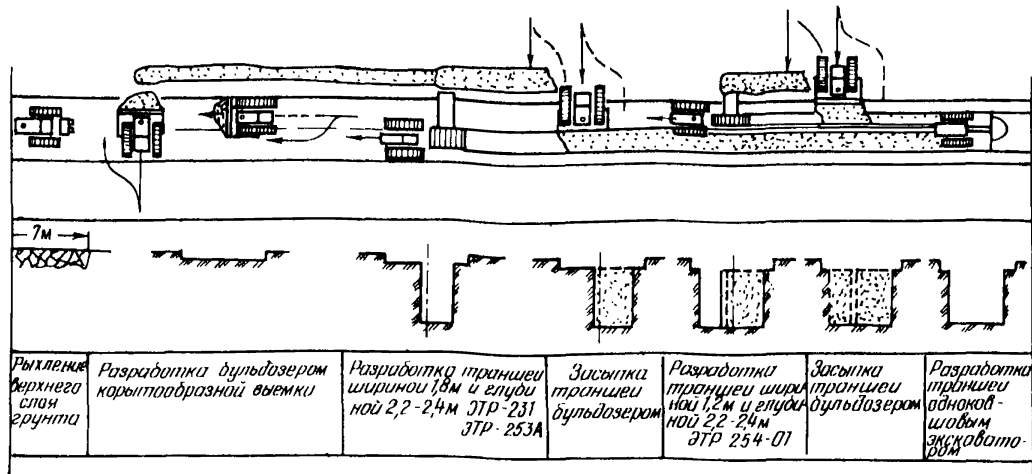 7м
Рыхление
верхнего
слоя
грунта
Разработка бульдозером
корытообразной выемки
Разработка траншеи
шириной 1,8м и глуби
ной 2,2-2,4м ЭТР-231
ЭТР-253А
Засыпка
траншеи
бульдозером
Разработка
траншеи шири
ной 1,2м и глуби
ной 2,2-2,4м
ЭТР 254-01
Засыпка
траншеи
бульдозером
Разработка
траншеи
одноков-
шовым
экскавато-
ром